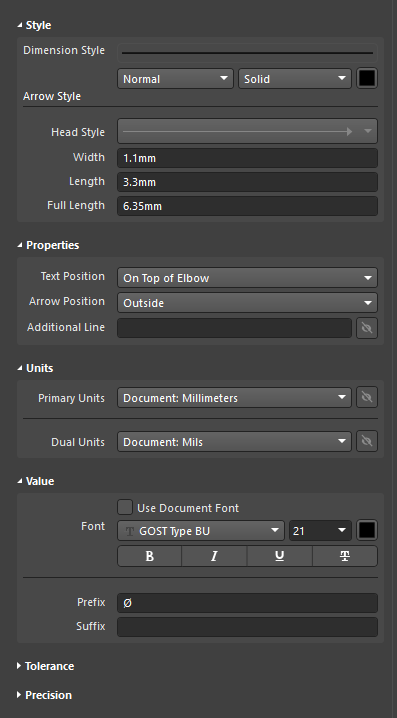 Style
Dimension Style
Normal Solid
Arrow Style
Head Style
Width 1.1mm
Length 3.3mm
Full Length 6.35mm
Properties
Text Position On Top of Elbow
Arrow Position Outside
Additional Line
Units
Primary Units Document: Millimeters
Dual Units Document: Mils
Value
Use Document Font
Font T GOST Type BU 21
B I U T
Prefix Ø
Suffix
Tolerance
Precision